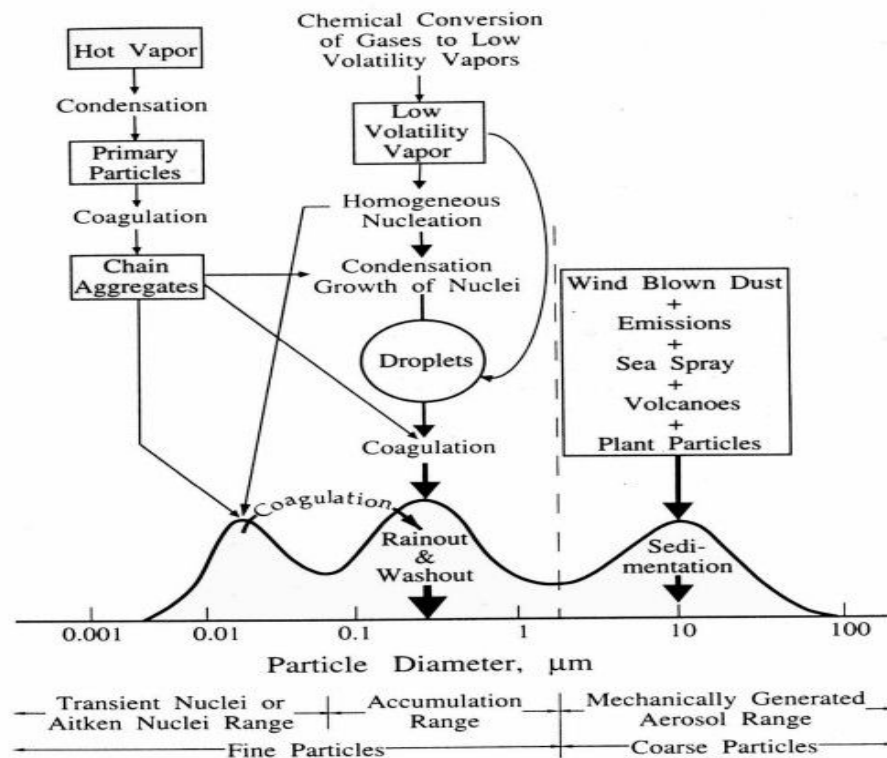 Hot Vapor
Condensation
Primary
Particles
Coagulation
Chain
Aggregates
Chemical Conversion
of Gases to Low
Volatility Vapors
Low
Volatility
Vapor
Homogeneous
Nucleation
Condensation
Growth of Nuclei
Droplets
Coagulation
Wind Blown Dust
+
Emissions
+
Sea Spray
+
Volcanoes
+
Plant Particles
Coagulation
Rainout
&
Washout
Sedi-
mentation
0.001 0.01 0.1 1 10 100
Particle Diameter, μm
Transient Nuclei or
Aitken Nuclei Range
Accumulation
Range
Mechanically Generated
Aerosol Range
Fine Particles
Coarse Particles